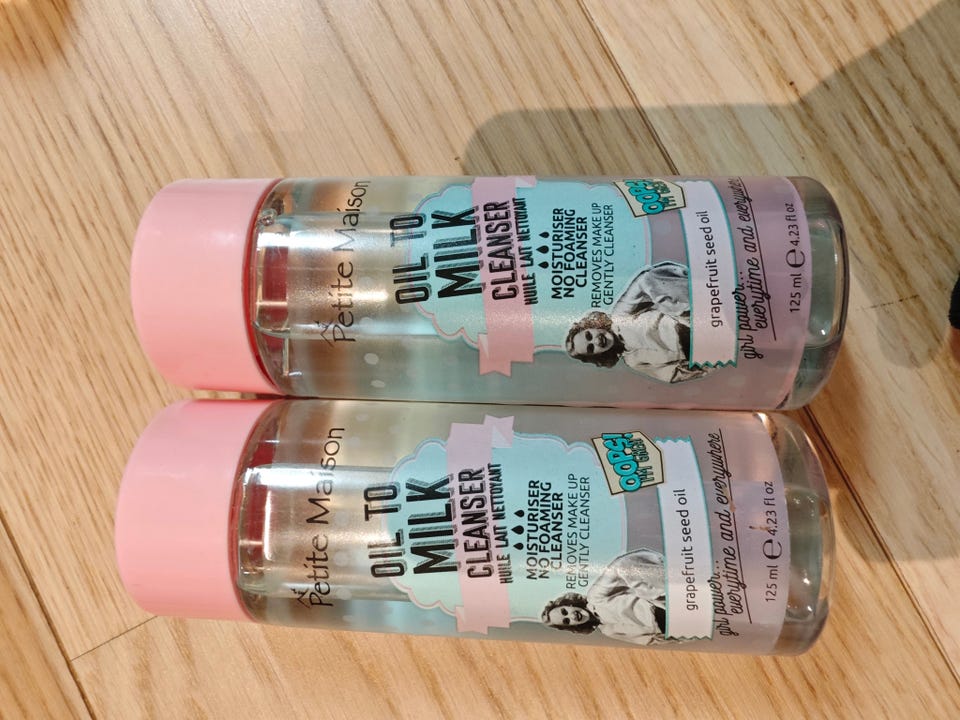 Petite Maison
OIL TO
MILK
CLEANSER
HUILE LAIT NETTOYANT
MOISTURISER
NO FOAMING
CLEANSER
REMOVES MAKE UP
GENTLY CLEANSER
OOPS!
I'M GREAT
grapefruit seed oil
girl power...
everytime and everywhere
125 ml e 4.23 fl oz
Petite Maison
OIL TO
MILK
CLEANSER
HUILE LAIT NETTOYANT
MOISTURISER
NO FOAMING
CLEANSER
REMOVES MAKE UP
GENTLY CLEANSER
OOPS!
I'M GREAT
grapefruit seed oil
girl power...
everytime and everywhere
125 ml e 4.23 fl oz